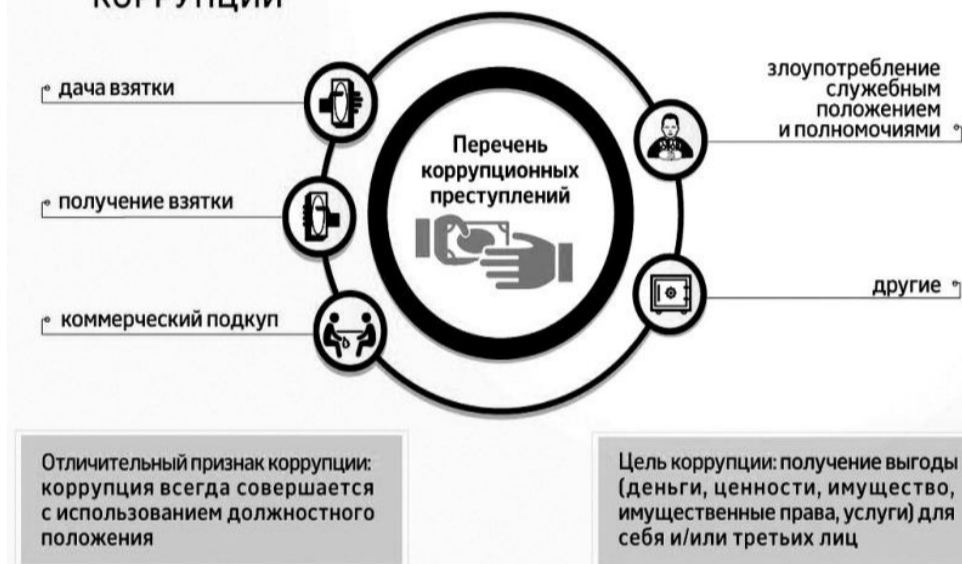 КОРРУПЦИИ
дача взятки
получение взятки
коммерческий подкуп
Перечень
коррупционных
преступлений
злоупотребление
служебным
положением
и полномочиями
другие
Отличительный признак коррупции:
коррупция всегда совершается
с использованием должностного
положения
Цель коррупции: получение выгоды
(деньги, ценности, имущество,
имущественные права, услуги) для
себя и/или третьих лиц